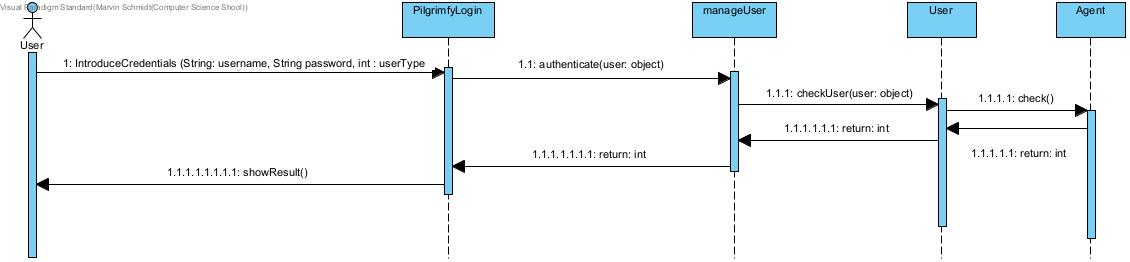 Visual Paradigm Standard(Marvin Schmidt(Computer Science Shool))
PilgrimfyLogin
manageUser
User
Agent
User
1: IntroduceCredentials (String: username, String password, int : userType
1.1: authenticate(user: object)
1.1.1: checkUser(user: object)
1.1.1.1: check()
1.1.1.1.1.1: return: int
1.1.1.1.1: return: int
1.1.1.1.1.1.1: return: int
1.1.1.1.1.1.1.1: showResult()